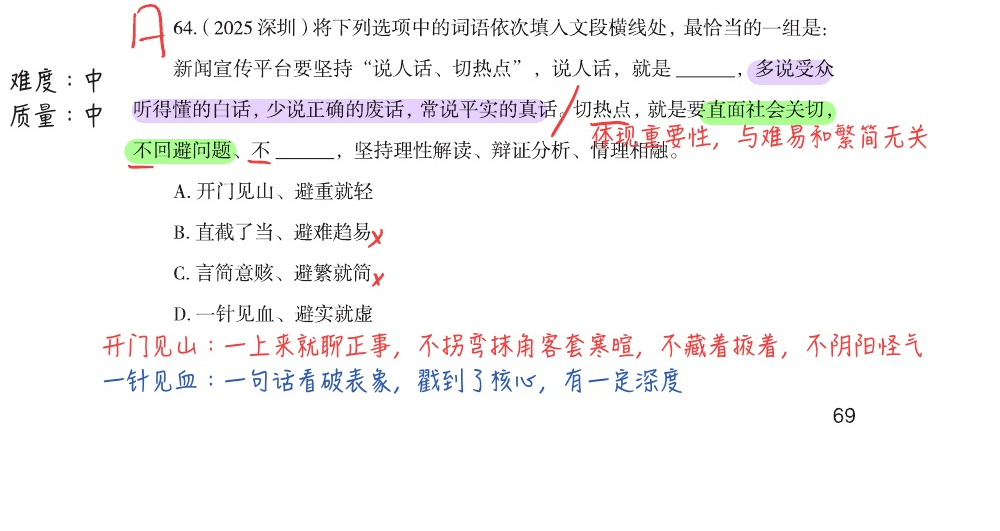 A 64.（2025 深圳）将下列选项中的词语依次填入文段横线处，最恰当的一组是：
难度：中
新闻宣传平台要坚持“说人话、切热点”，说人话，就是______，多说受众
质量：中
听得懂的白话，少说正确的废话，常说平实的真话。切热点，就是要直面社会关切，
体现重要性，与难易和繁简无关
不回避问题、不______，坚持理性解读、辩证分析、情理相融。
A. 开门见山、避重就轻
B. 直截了当、避难趋易 x
C. 言简意赅、避繁就简 x
D. 一针见血、避实就虚
开门见山：一上来就聊正事，不拐弯抹角客套寒暄，不藏着掖着，不阴阳怪气
一针见血：一句话看破表象，戳到了核心，有一定深度
69